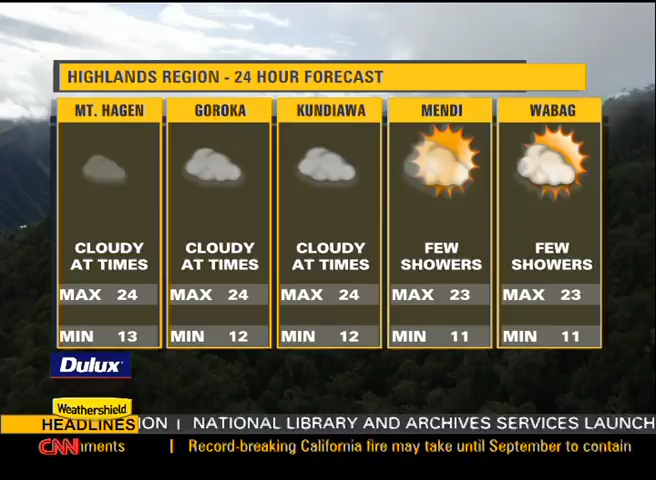 HIGHLANDS REGION - 24 HOUR FORECAST
MT. HAGEN
CLOUDY
AT TIMES
MAX 24
MIN 13
GOROKA
CLOUDY
AT TIMES
MAX 24
MIN 12
KUNDIAWA
CLOUDY
AT TIMES
MAX 24
MIN 12
MENDI
FEW
SHOWERS
MAX 23
MIN 11
WABAG
FEW
SHOWERS
MAX 23
MIN 11
Dulux
Weathershield
HEADLINES ION | NATIONAL LIBRARY AND ARCHIVES SERVICES LAUNCH
CNN nments | Record-breaking California fire may take until September to contain